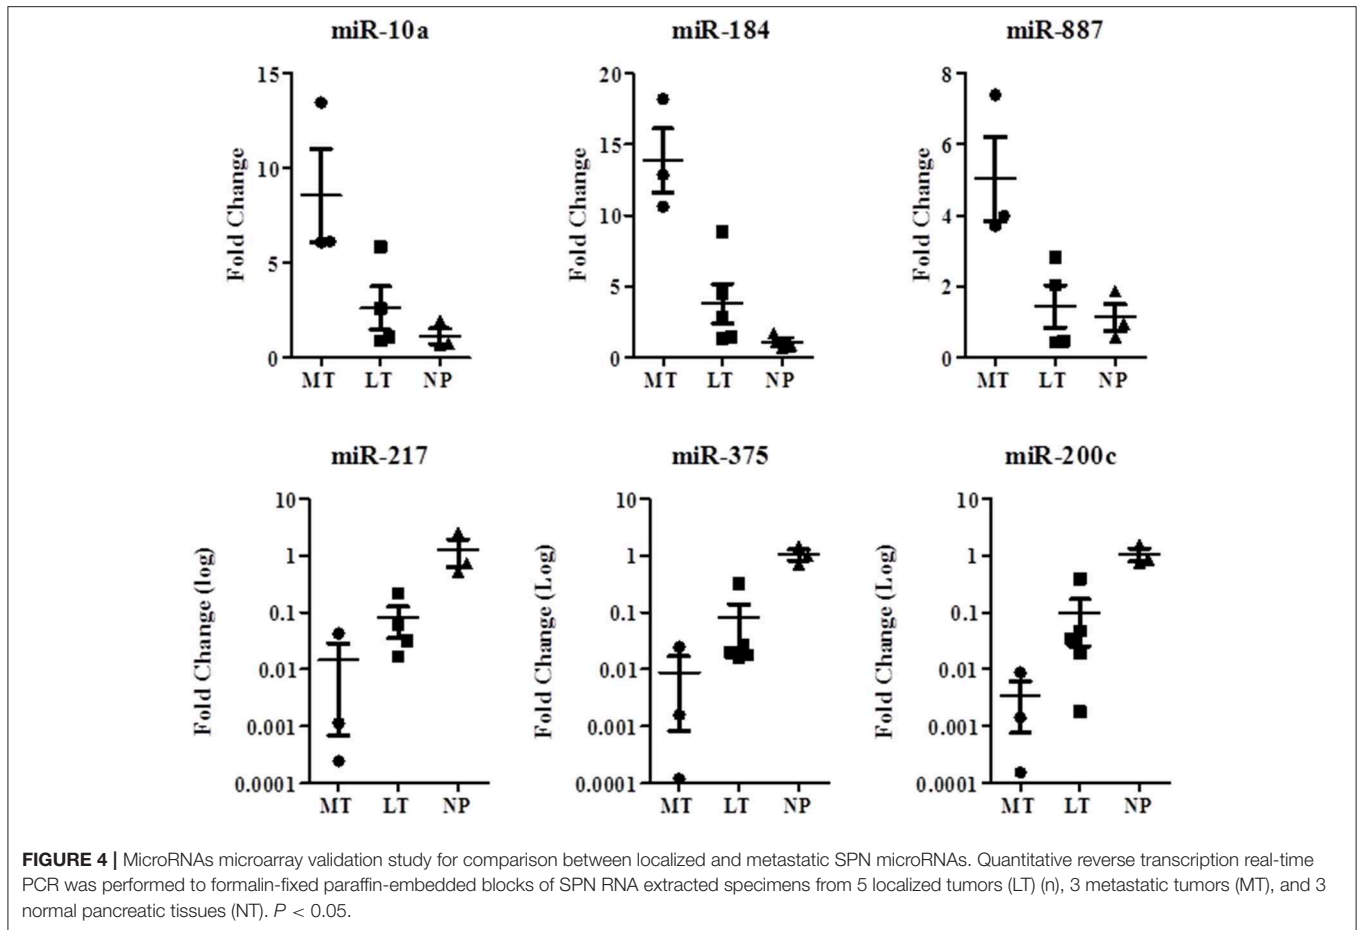 miR-10a
15
10
5
0
Fold Change
MT LT NP
miR-184
20
15
10
5
0
Fold Change
MT LT NP
miR-887
8
6
4
2
0
Fold Change
MT LT NP
miR-217
10
1
0.1
0.01
0.001
0.0001
Fold Change (log)
MT LT NP
miR-375
10
1
0.1
0.01
0.001
0.0001
Fold Change (Log)
MT LT NP
miR-200c
10
1
0.1
0.01
0.001
0.0001
Fold Change (Log)
MT LT NP
FIGURE 4 | MicroRNAs microarray validation study for comparison between localized and metastatic SPN microRNAs. Quantitative reverse transcription real-time
PCR was performed to formalin-fixed paraffin-embedded blocks of SPN RNA extracted specimens from 5 localized tumors (LT) (n), 3 metastatic tumors (MT), and 3
normal pancreatic tissues (NT). P < 0.05.